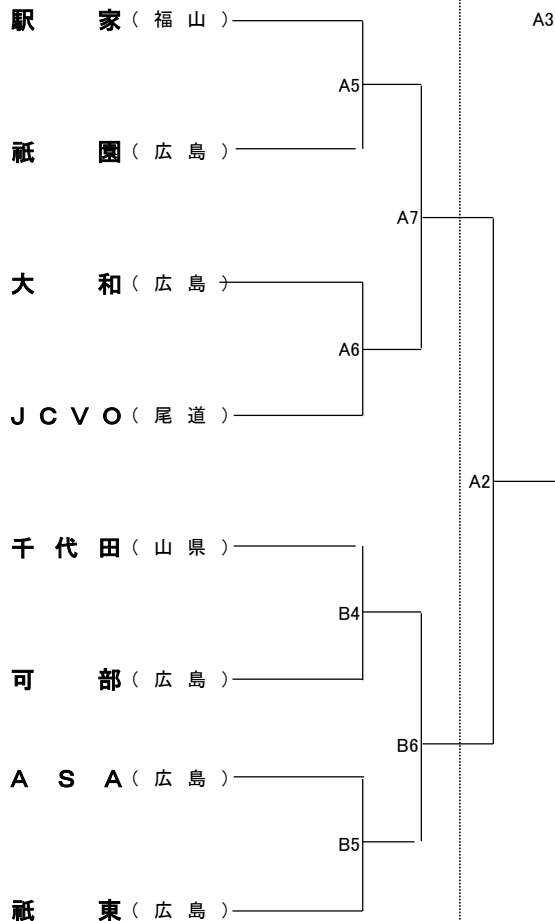 駅家（福山）
A3
A5
祇園（広島）
A7
大和（広島）
A6
JCVO（尾道）
A2
千代田（山県）
B4
可部（広島）
B6
ASA（広島）
B5
祇東（広島）